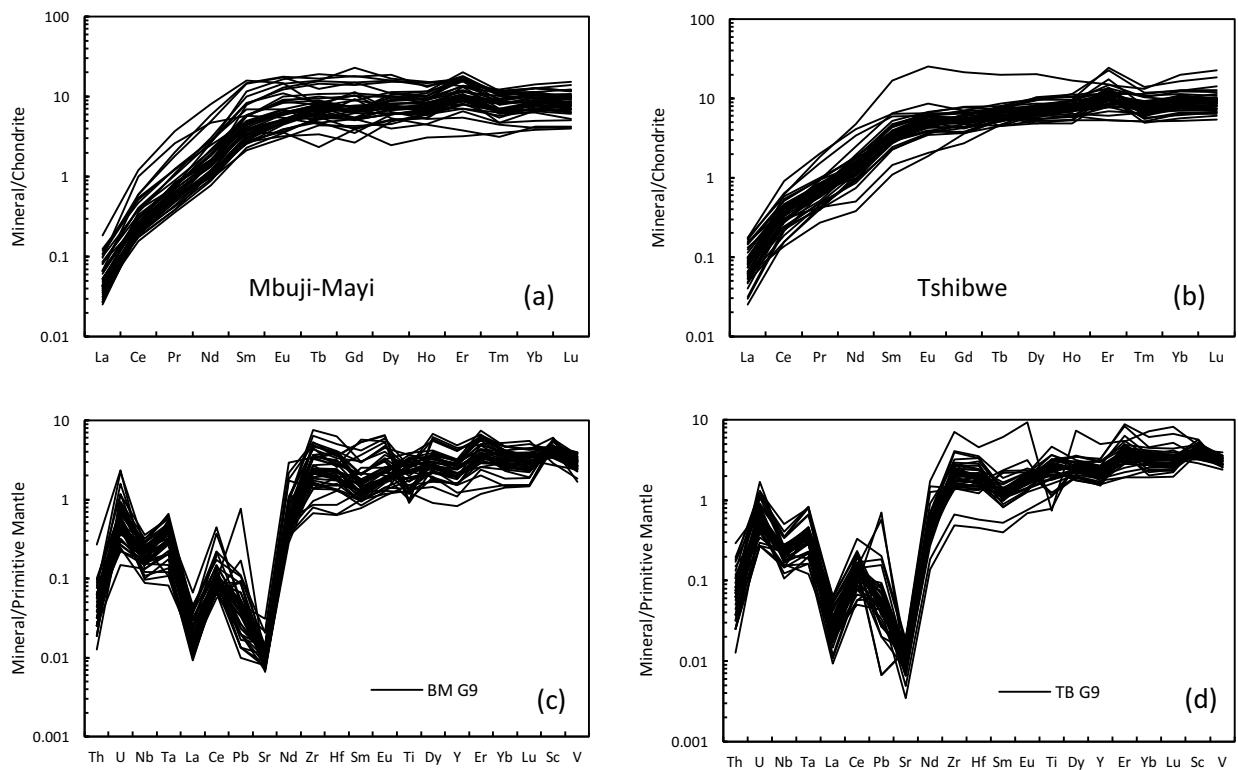 100
10
1
0.1
0.01
Mineral/Chondrite
Mbuji-Mayi
(a)
La Ce Pr Nd Sm Eu Tb Gd Dy Ho Er Tm Yb Lu
100
10
1
0.1
0.01
Mineral/Chondrite
Tshibwe
(b)
La Ce Pr Nd Sm Eu Gd Tb Dy Ho Er Tm Yb Lu
10
1
0.1
0.01
0.001
Mineral/Primitive Mantle
BM G9
(c)
Th U Nb Ta La Ce Pb Sr Nd Zr Hf Sm Eu Ti Dy Y Er Yb Lu Sc V
10
1
0.1
0.01
0.001
Mineral/Primitive Mantle
TB G9
(d)
Th U Nb Ta La Ce Pb Sr Nd Zr Hf Sm Eu Ti Dy Y Er Yb Lu Sc V